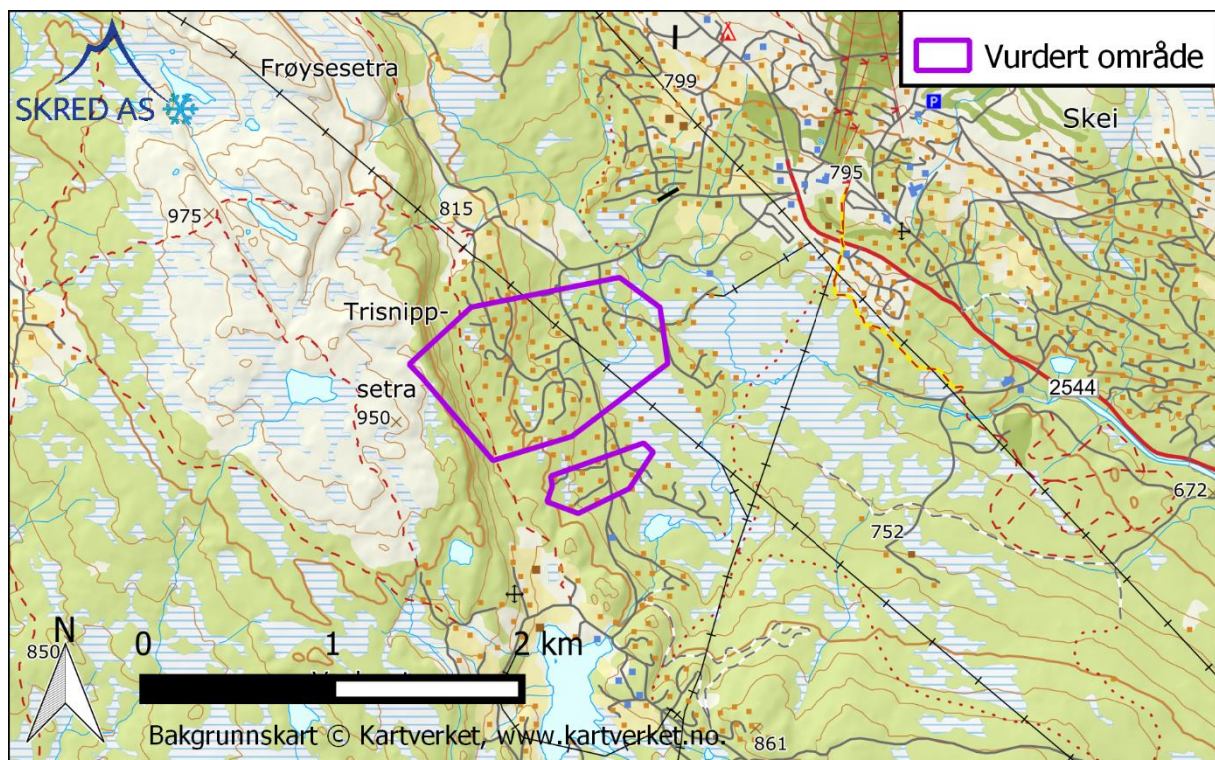 Frøysesetra
799
Vurdert område
SKRED AS
P
Skei
795
975
815
Trisnipp-
setra
950
2544
672
752
N
850
0
1
2 km
Bakgrunnskart © Kartverket, www.kartverket.no.
861